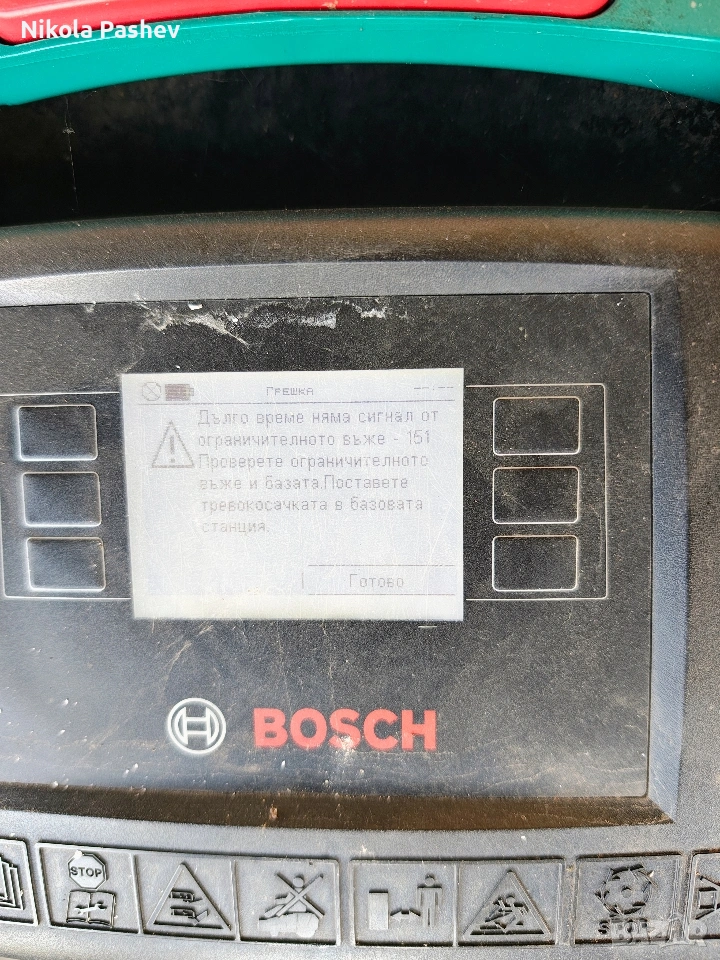 Nikola Pashev
Грешка
--:--
Дълго време няма сигнал от
ограничителното въже - 151
Проверете ограничителното
въже и базата.Поставете
тревокосачката в базовата
станция.
Готово
BOSCH
STOP
STOP